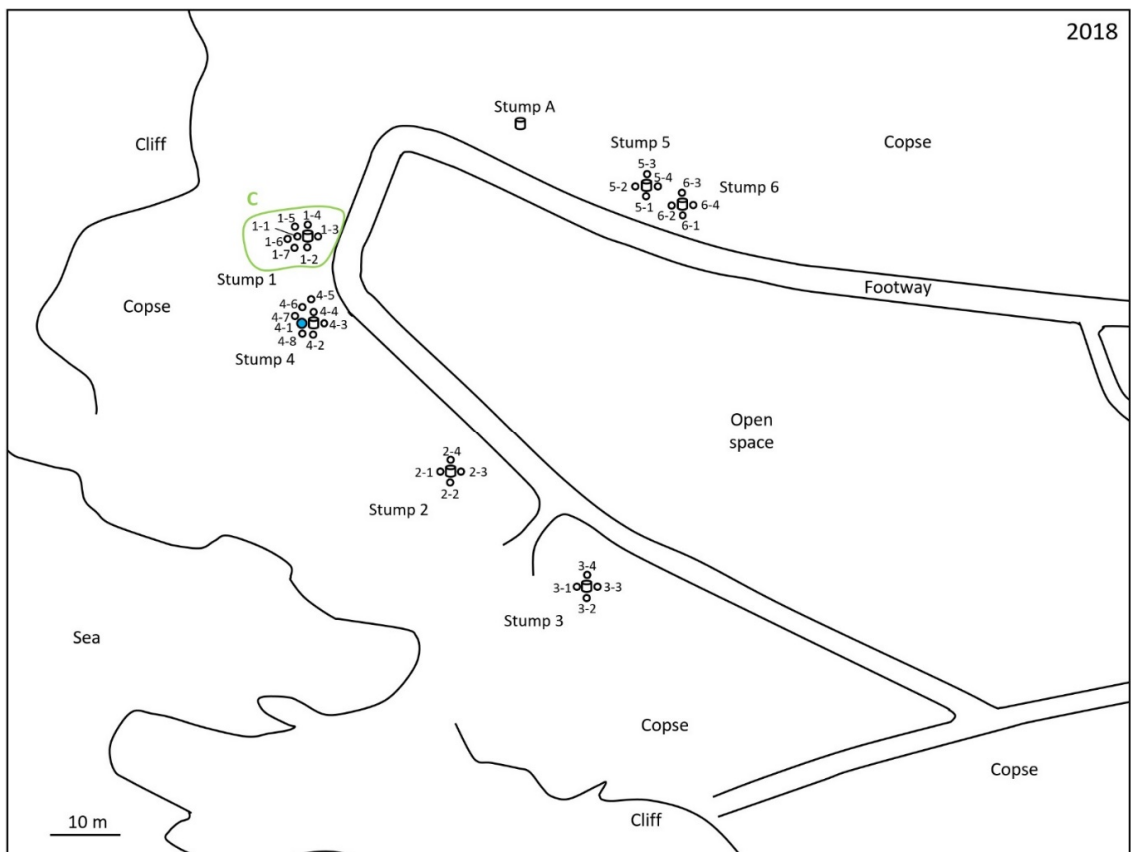 2018
Stump A
Cliff
Stump 5
Copse
5-3
5-4
5-2
5-1
Stump 6
6-3
6-4
6-2
6-1
C
1-5
1-4
1-1
1-3
1-6
1-7
1-2
Stump 1
Footway
Copse
4-5
4-6
4-4
4-7
4-3
4-1
4-8
4-2
Stump 4
Open
space
2-4
2-1
2-3
2-2
Stump 2
3-4
3-1
3-3
3-2
Stump 3
Sea
Copse
Copse
10 m
Cliff